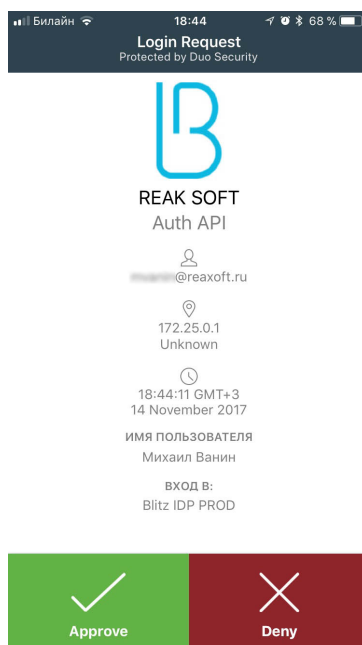 Билайн 18:44 68 %
Login Request
Protected by Duo Security
REAK SOFT
Auth API
@reaxoft.ru
172.25.0.1
Unknown
18:44:11 GMT+3
14 November 2017
ИМЯ ПОЛЬЗОВАТЕЛЯ
Михаил Ванин
ВХОД В:
Blitz IDP PROD
Approve Deny